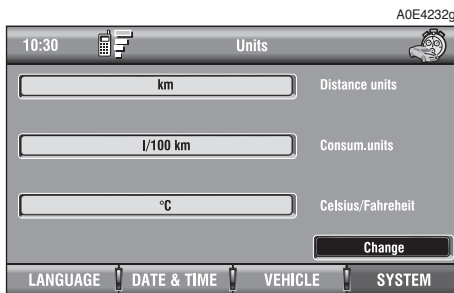 A0E4232g
10:30 Units
km Distance units
l/100 km Consum.units
°C Celsius/Fahreheit
Change
LANGUAGE DATE & TIME VEHICLE SYSTEM